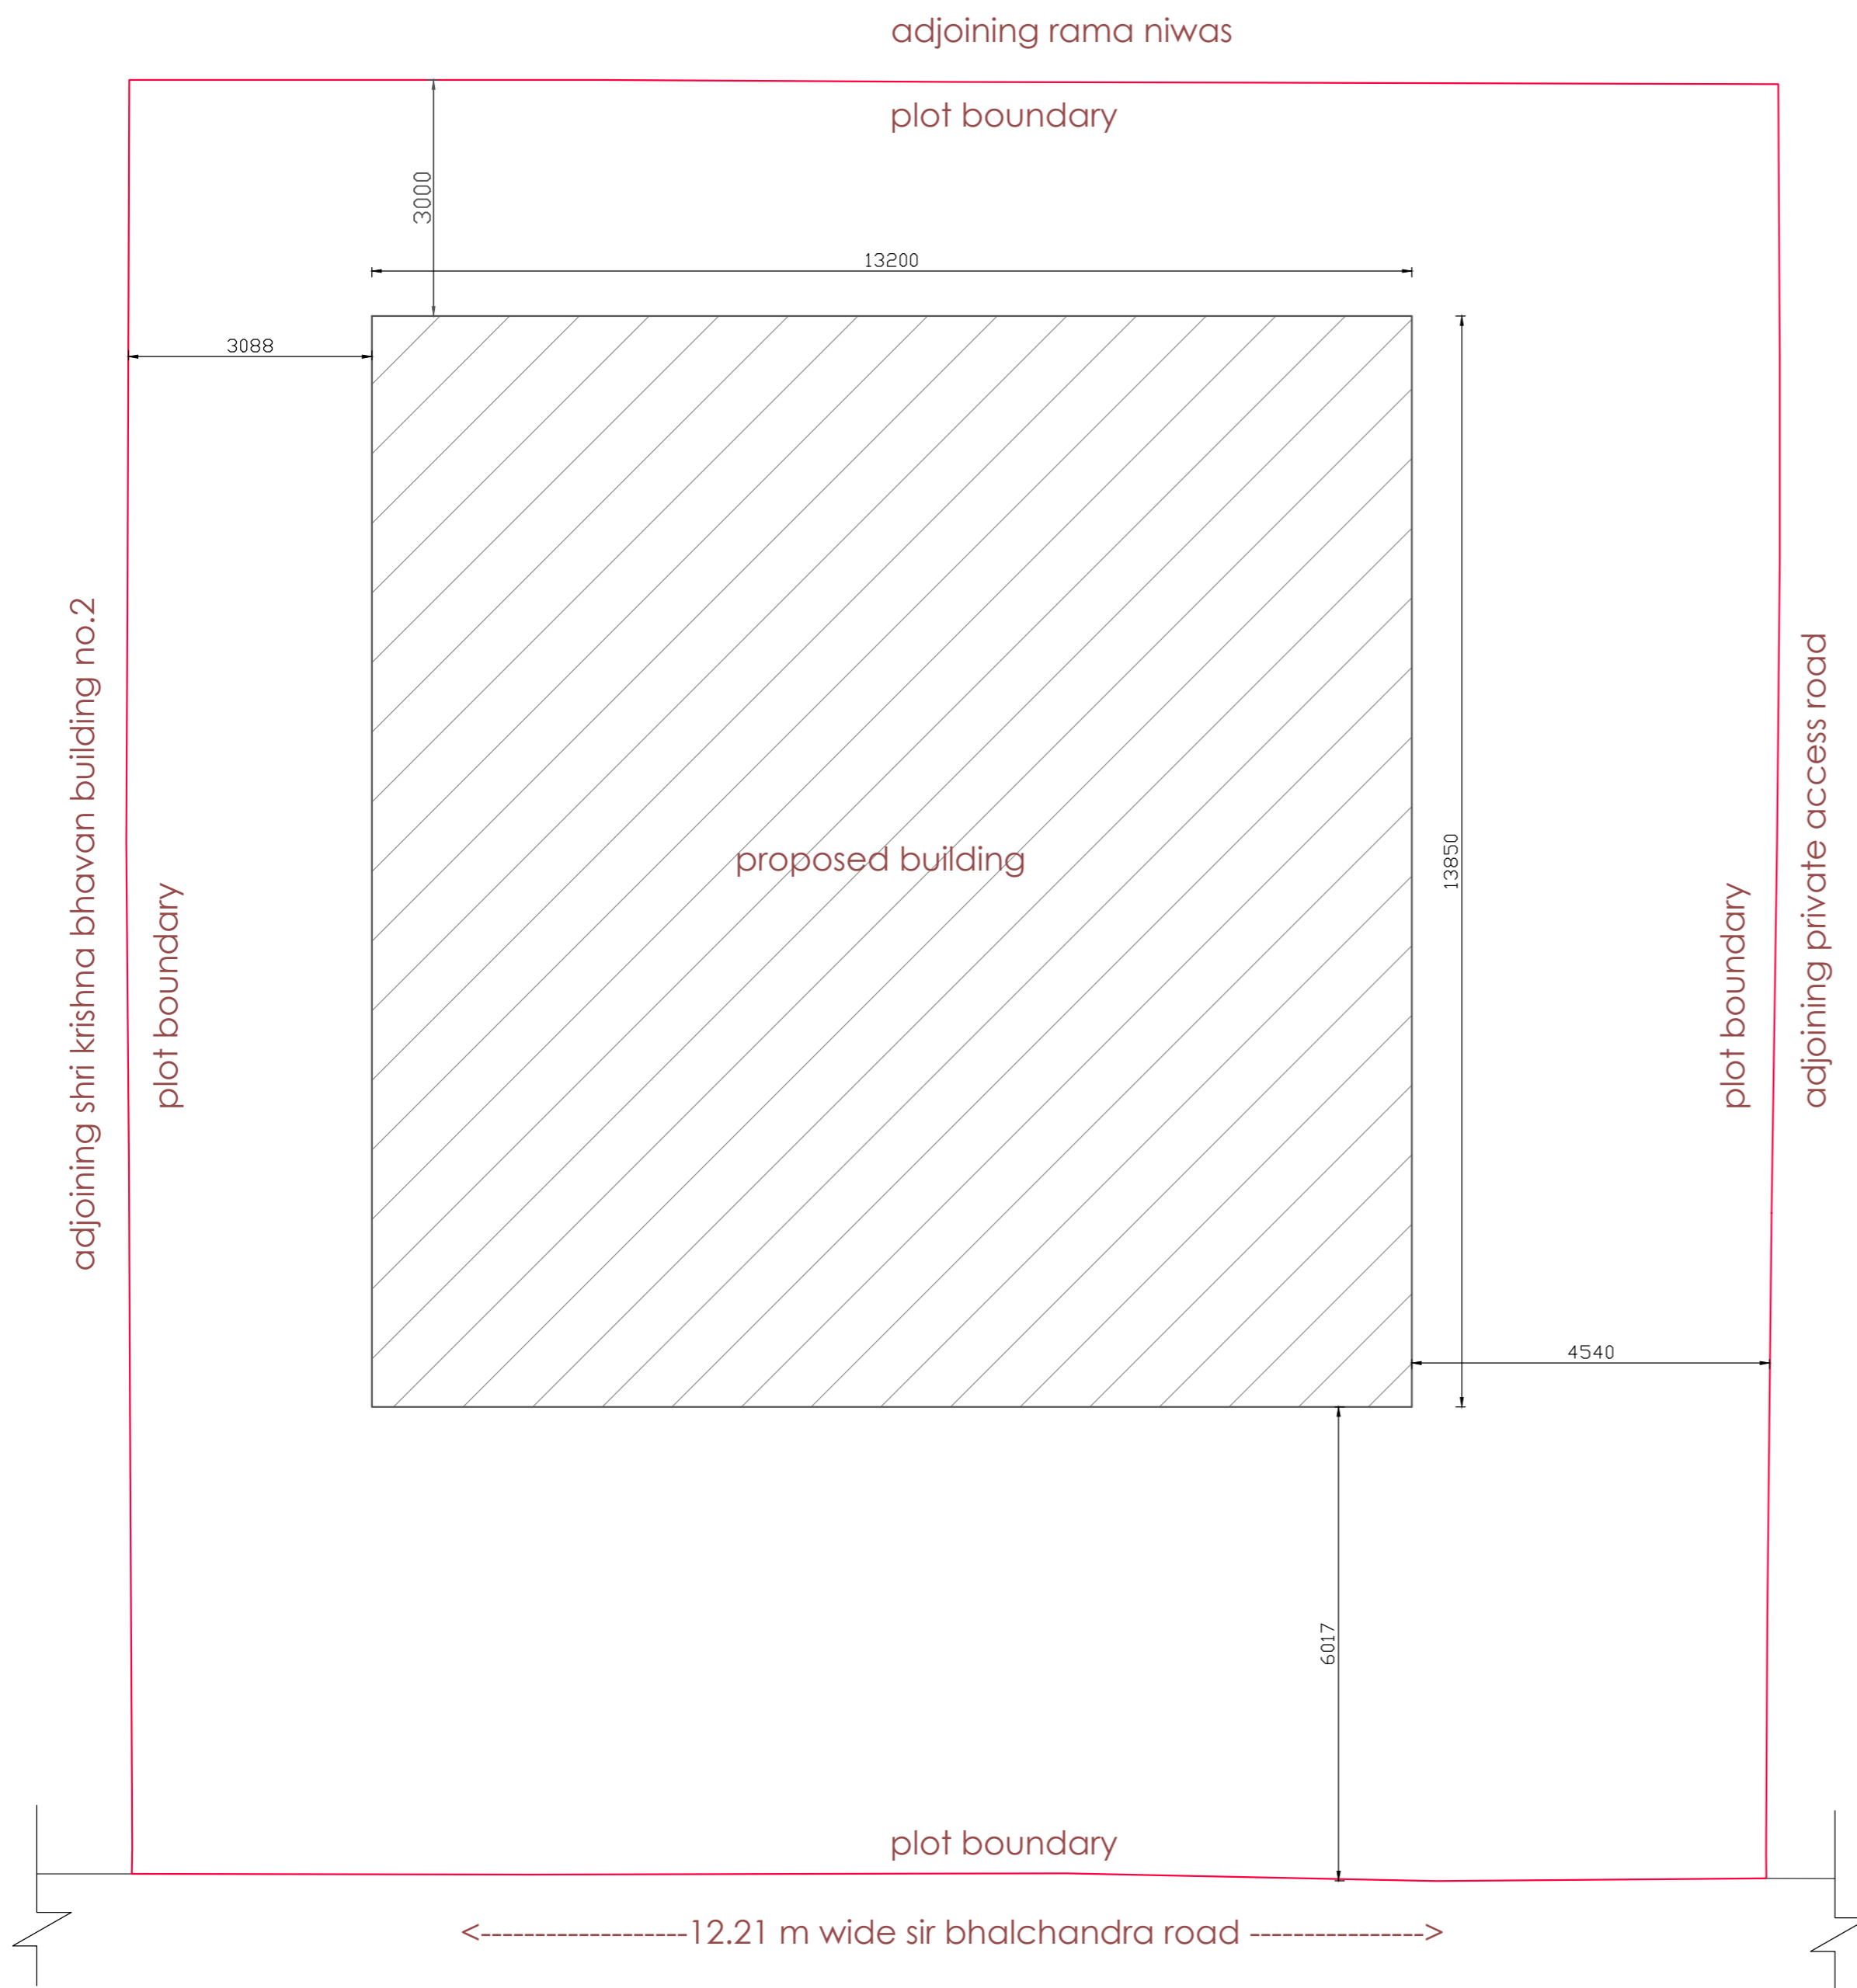 adjoining rama niwas
plot boundary
3000
13200
3088
adjoining shri krishna bhavan building no.2
plot boundary
proposed building
13850
plot boundary
adjoining private access road
4540
6017
plot boundary
<-------------------12.21 m wide sir bhalchandra road ---------------->